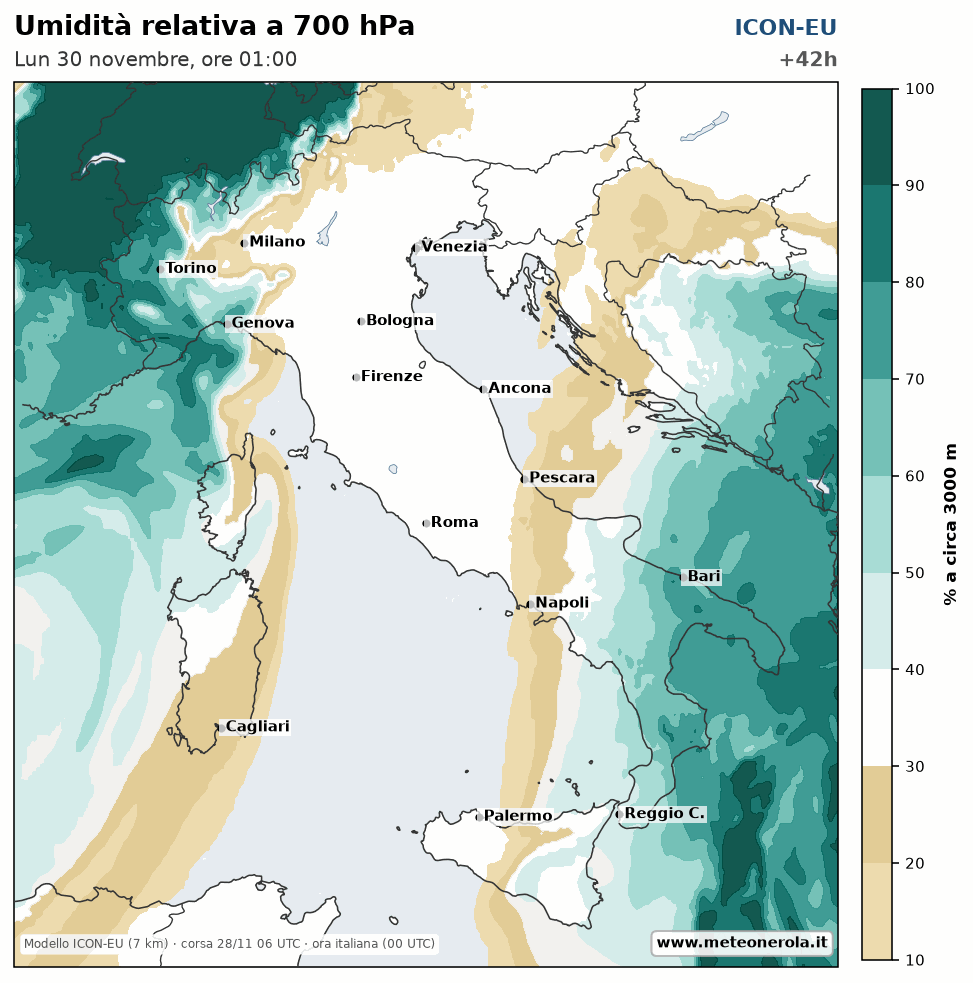 Umidità relativa a 700 hPa
ICON-EU
Lun 30 novembre, ore 01:00
+42h
100
90
80
70
60
50
40
30
20
10
% a circa 3000 m
Milano
Venezia
Torino
Genova
Bologna
Firenze
Ancona
Pescara
Roma
Bari
Napoli
Cagliari
Palermo
Reggio C.
Modello ICON-EU (7 km) · corsa 28/11 06 UTC · ora italiana (00 UTC)
www.meteonerola.it